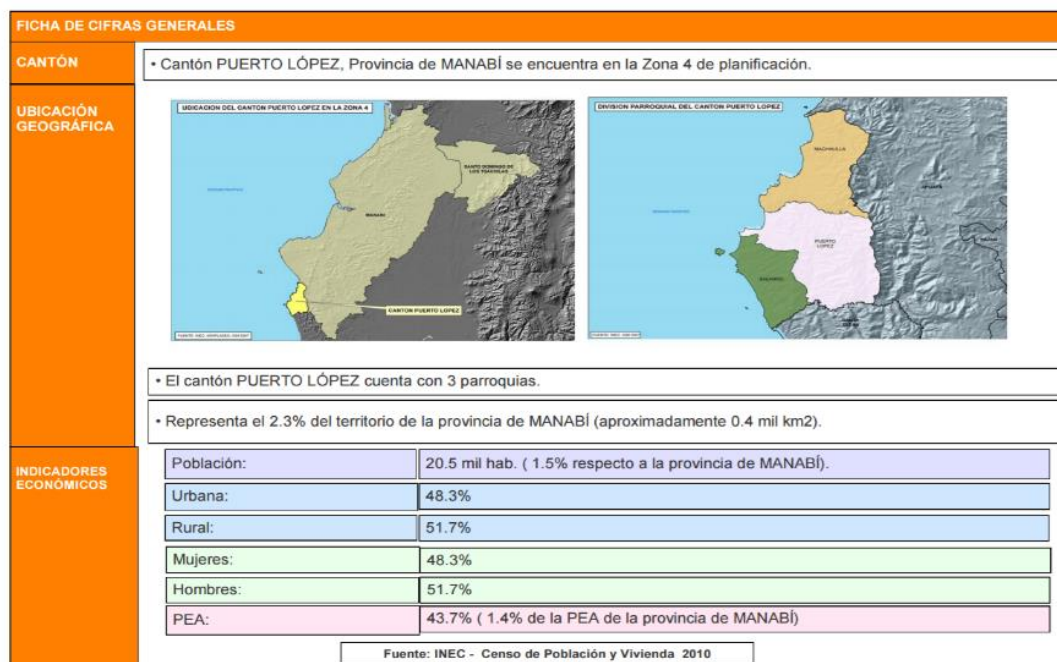 FICHA DE CIFRAS GENERALES
CANTÓN
• Cantón PUERTO LÓPEZ, Provincia de MANABÍ se encuentra en la Zona 4 de planificación.
UBICACIÓN
GEOGRÁFICA
UBICACION DEL CANTON PUERTO LOPEZ EN LA ZONA 4
SANTO DOMINGO DE
LOS TSACHILAS
MANABI
CANTON PUERTO LOPEZ
DIVISION PARROQUIAL DEL CANTON PUERTO LOPEZ
MACHALILLA
PUERTO
LOPEZ
SALANGO
• El cantón PUERTO LÓPEZ cuenta con 3 parroquias.
• Representa el 2.3% del territorio de la provincia de MANABÍ (aproximadamente 0.4 mil km2).
INDICADORES
ECONÓMICOS
Población: 20.5 mil hab. ( 1.5% respecto a la provincia de MANABÍ).
Urbana: 48.3%
Rural: 51.7%
Mujeres: 48.3%
Hombres: 51.7%
PEA: 43.7% ( 1.4% de la PEA de la provincia de MANABÍ)
Fuente: INEC - Censo de Población y Vivienda 2010